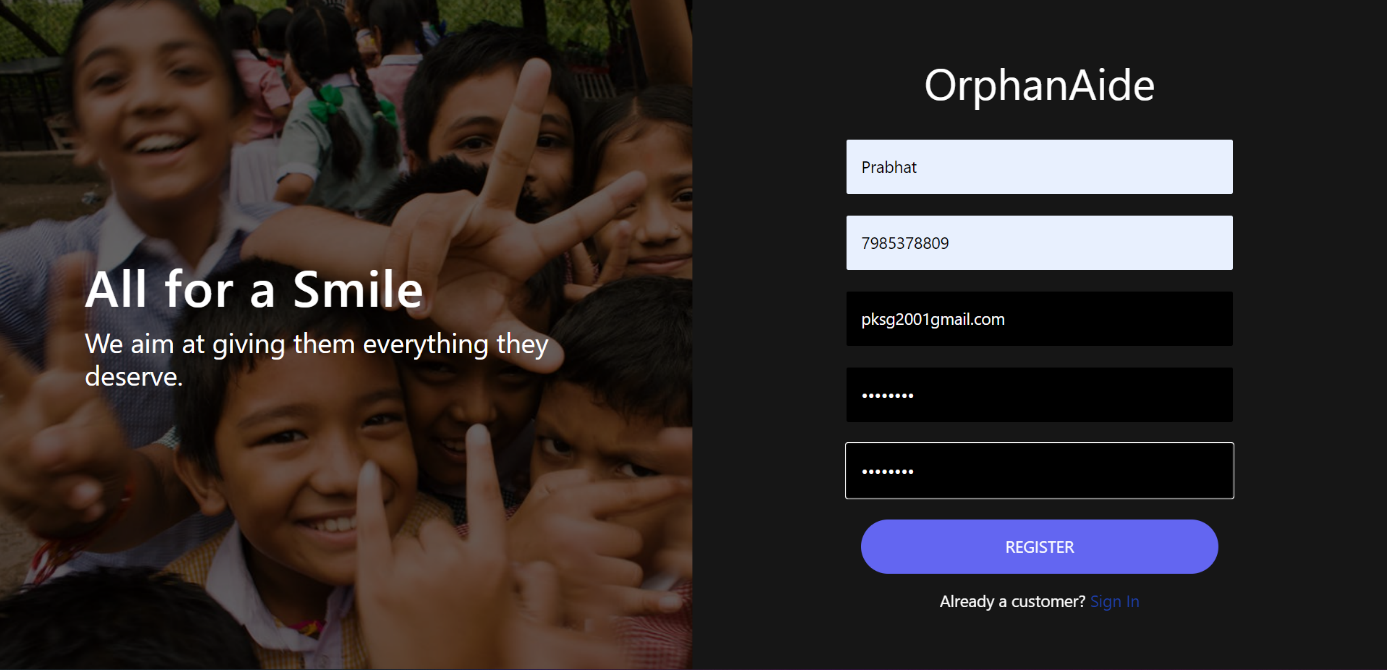 All for a Smile
We aim at giving them everything they
deserve.
OrphanAide
Prabhat
7985378809
pksg2001gmail.com
••••••••
••••••••
REGISTER
Already a customer? Sign In